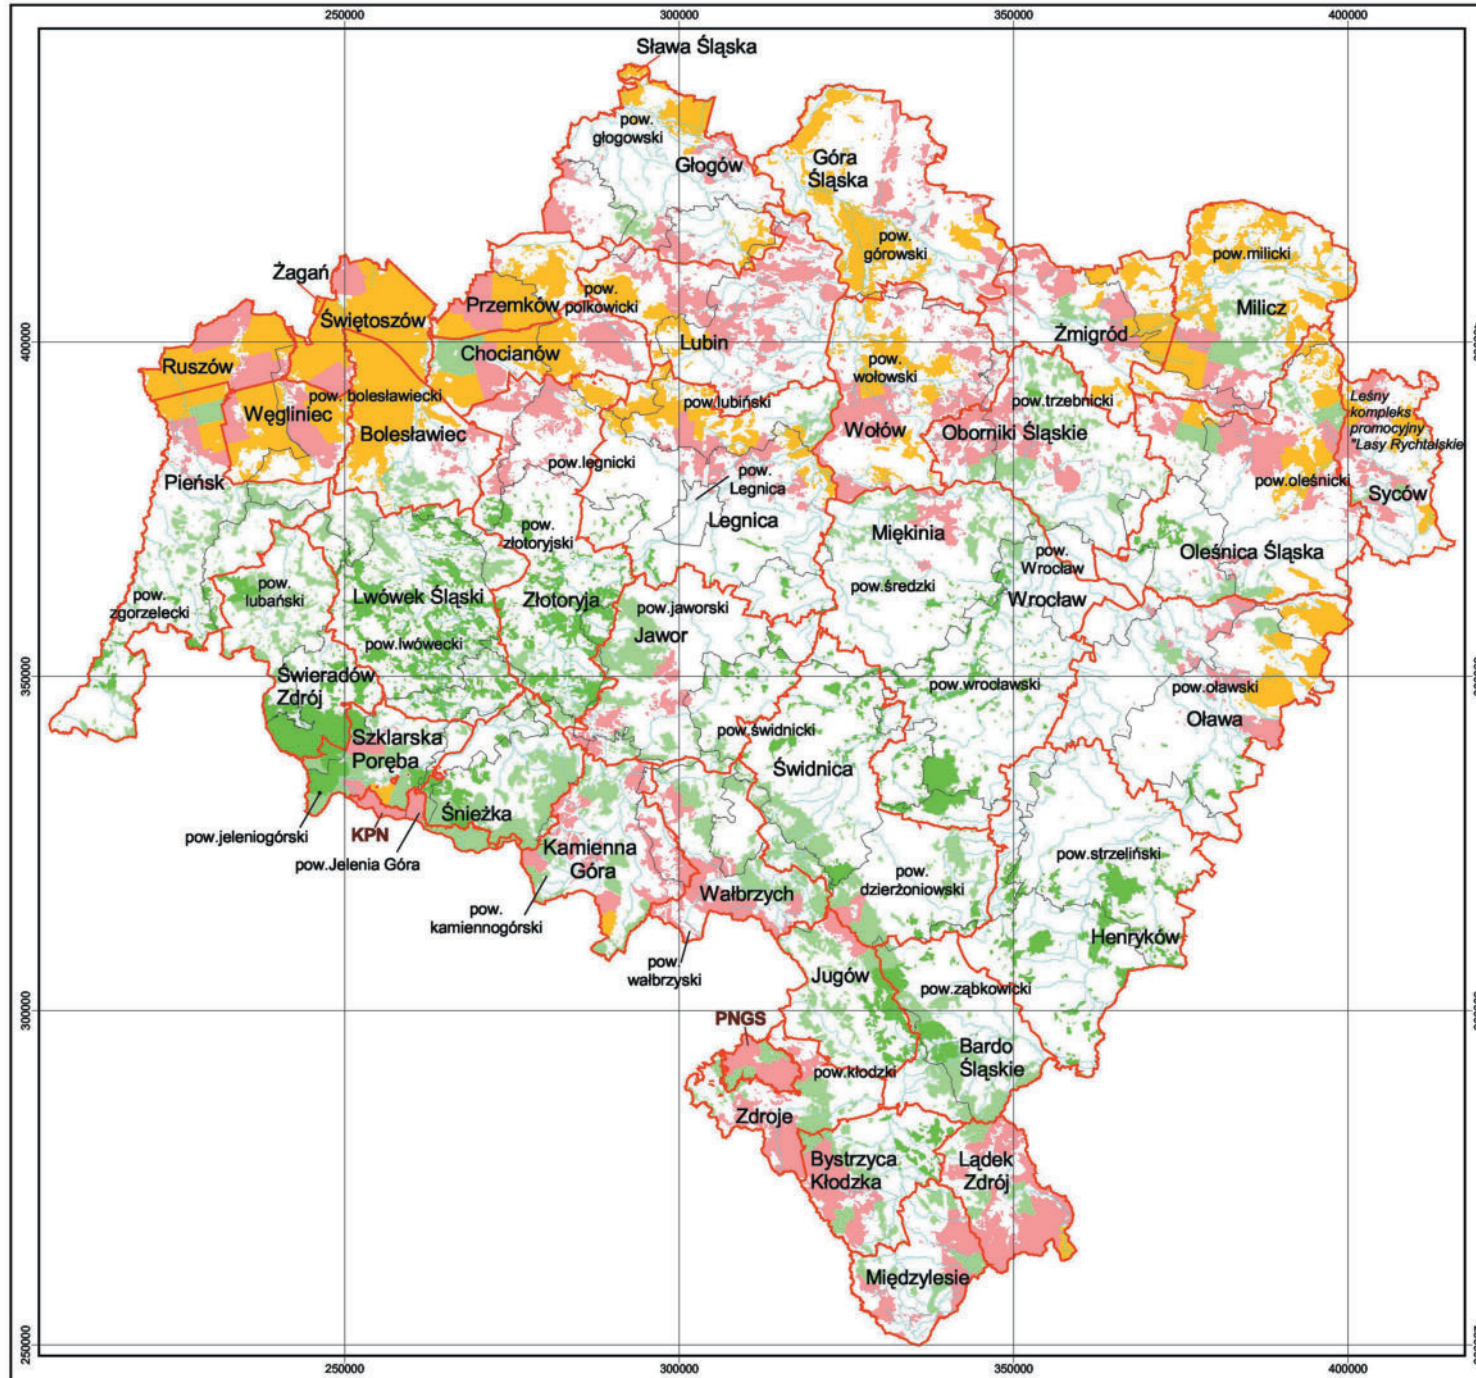 250000
300000
350000
400000
Sława Śląska
pow.
głogowski
Głogów
Góra
Śląska
pow.
górowski
pow.milicki
Milicz
Żagań
Świętoszów
Przemków
pow.
polkowicki
Ruszów
Chocianów
Lubin
Żmigród
400000
pow.
wołowski
Węgliniec
pow. bolesławiecki
Bolesławiec
pow.lubiński
pow.trzebnicki
Wołów
Oborniki Śląskie
Leśny
kompleks
promocyjny
"Lasy Rychtalskie
Pieńsk
pow.legnicki
pow.
Legnica
pow.oleśnicki
Syców
Legnica
Miękinia
pow.
złotoryjski
pow.
Wrocław
Oleśnica Śląska
pow.
zgorzelecki
pow.
lubański
Lwówek Śląski
Złotoryja
pow.średzki
Wrocław
pow.jaworski
Jawor
pow.lwówecki
350000
Świeradów
Zdrój
pow.wrocławski
pow.oławski
Oława
Szklarska
Poręba
pow.świdnicki
Świdnica
Śnieżka
pow.jeleniogórski
KPN
pow.Jelenia Góra
Kamienna
Góra
pow.strzeliński
Wałbrzych
pow.
dzierżoniowski
pow.
kamiennogórski
Henryków
pow.
wałbrzyski
Jugów
pow.ząbkowicki
300000
PNGS
Bardo
Śląskie
pow.kłodzki
Zdroje
Bystrzyca
Kłodzka
Lądek
Zdrój
Międzylesie
250000
250000
300000
350000
400000